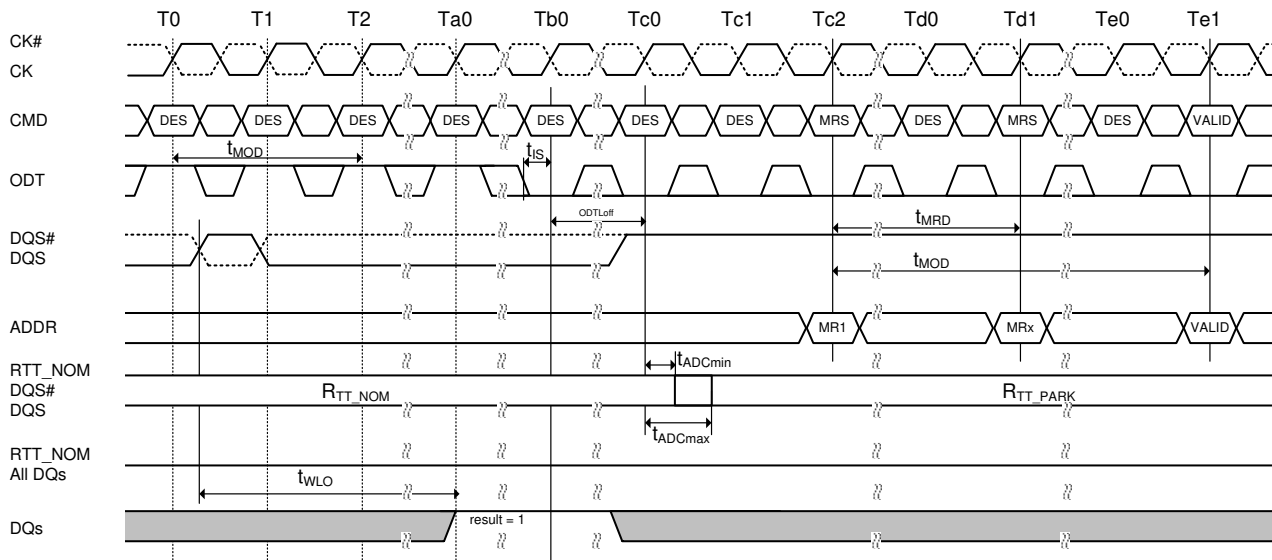 T0 T1 T2 Ta0 Tb0 Tc0 Tc1 Tc2 Td0 Td1 Te0 Te1
CK#
CK
CMD DES DES DES DES DES DES DES MRS DES MRS DES VALID
tMOD tIS
ODT
ODTLoff tMRD
DQS#
DQS
tMOD
ADDR MR1 MRx VALID
tADCmin
RTT_NOM
DQS#
DQS
RTT_NOM RTT_PARK
tADCmax
RTT_NOM
All DQs
tWLO
result = 1
DQs